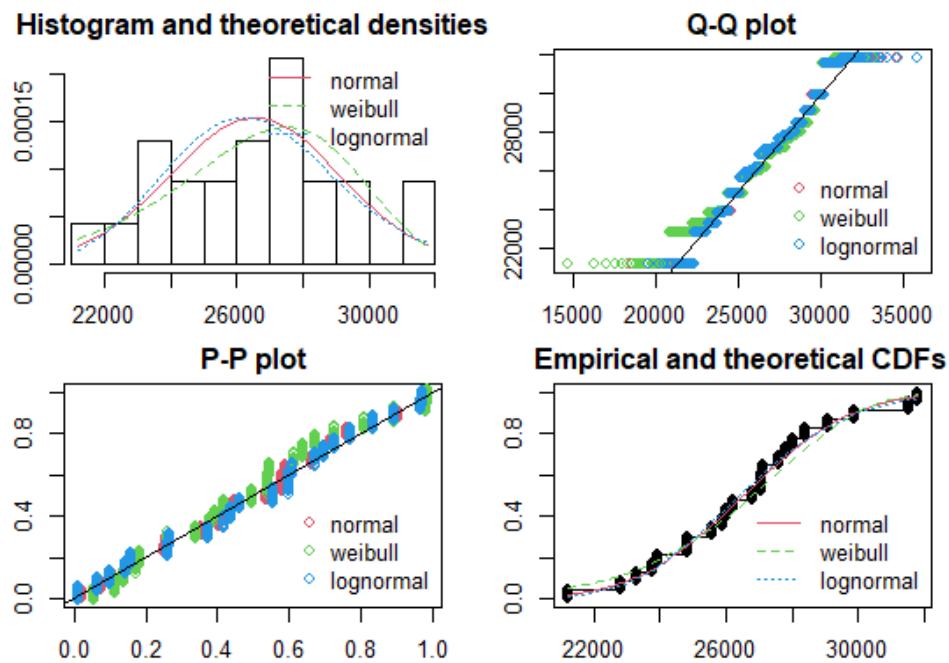 Histogram and theoretical densities
0.00000 0.00015
normal
weibull
lognormal
22000 26000 30000
Q-Q plot
22000 28000
normal
weibull
lognormal
15000 20000 25000 30000 35000
P-P plot
0.0 0.4 0.8
normal
weibull
lognormal
0.0 0.2 0.4 0.6 0.8 1.0
Empirical and theoretical CDFs
0.0 0.4 0.8
normal
weibull
lognormal
22000 26000 30000